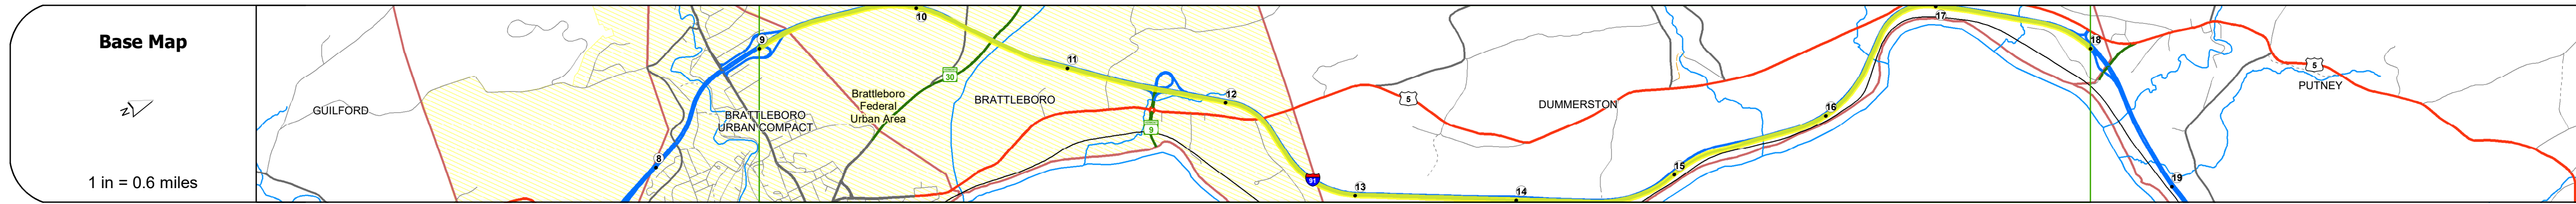 Base Map
N
1 in = 0.6 miles
GUILFORD
8
9
BRATTLEBORO
URBAN COMPACT
Brattleboro
Federal
Urban Area
10
30
BRATTLEBORO
11
9
12
91
13
5
14
DUMMERSTON
15
16
17
18
19
5
PUTNEY